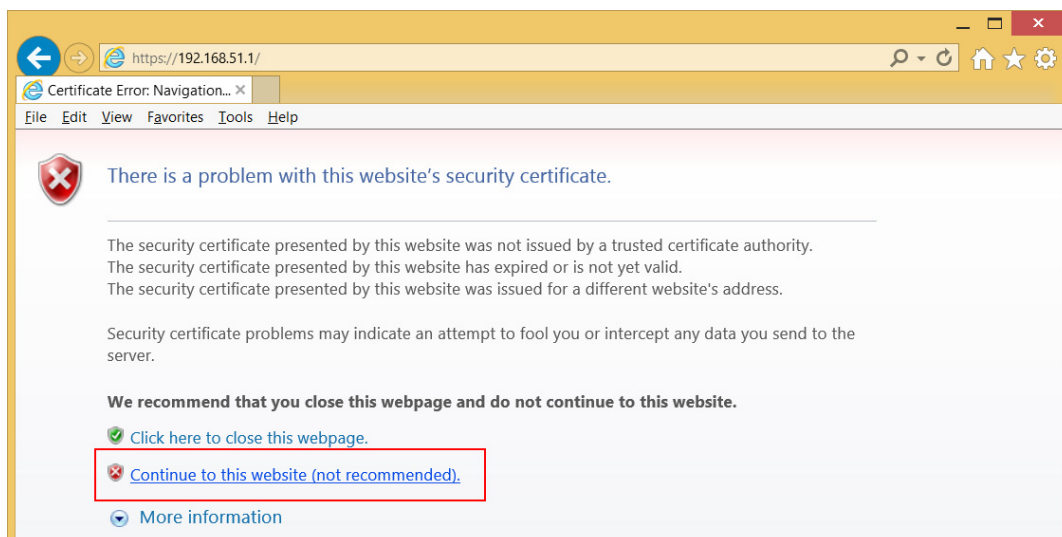 https://192.168.51.1/
Certificate Error: Navigation...
File Edit View Favorites Tools Help
There is a problem with this website's security certificate.
The security certificate presented by this website was not issued by a trusted certificate authority.
The security certificate presented by this website has expired or is not yet valid.
The security certificate presented by this website was issued for a different website's address.
Security certificate problems may indicate an attempt to fool you or intercept any data you send to the
server.
We recommend that you close this webpage and do not continue to this website.
Click here to close this webpage.
Continue to this website (not recommended).
More information